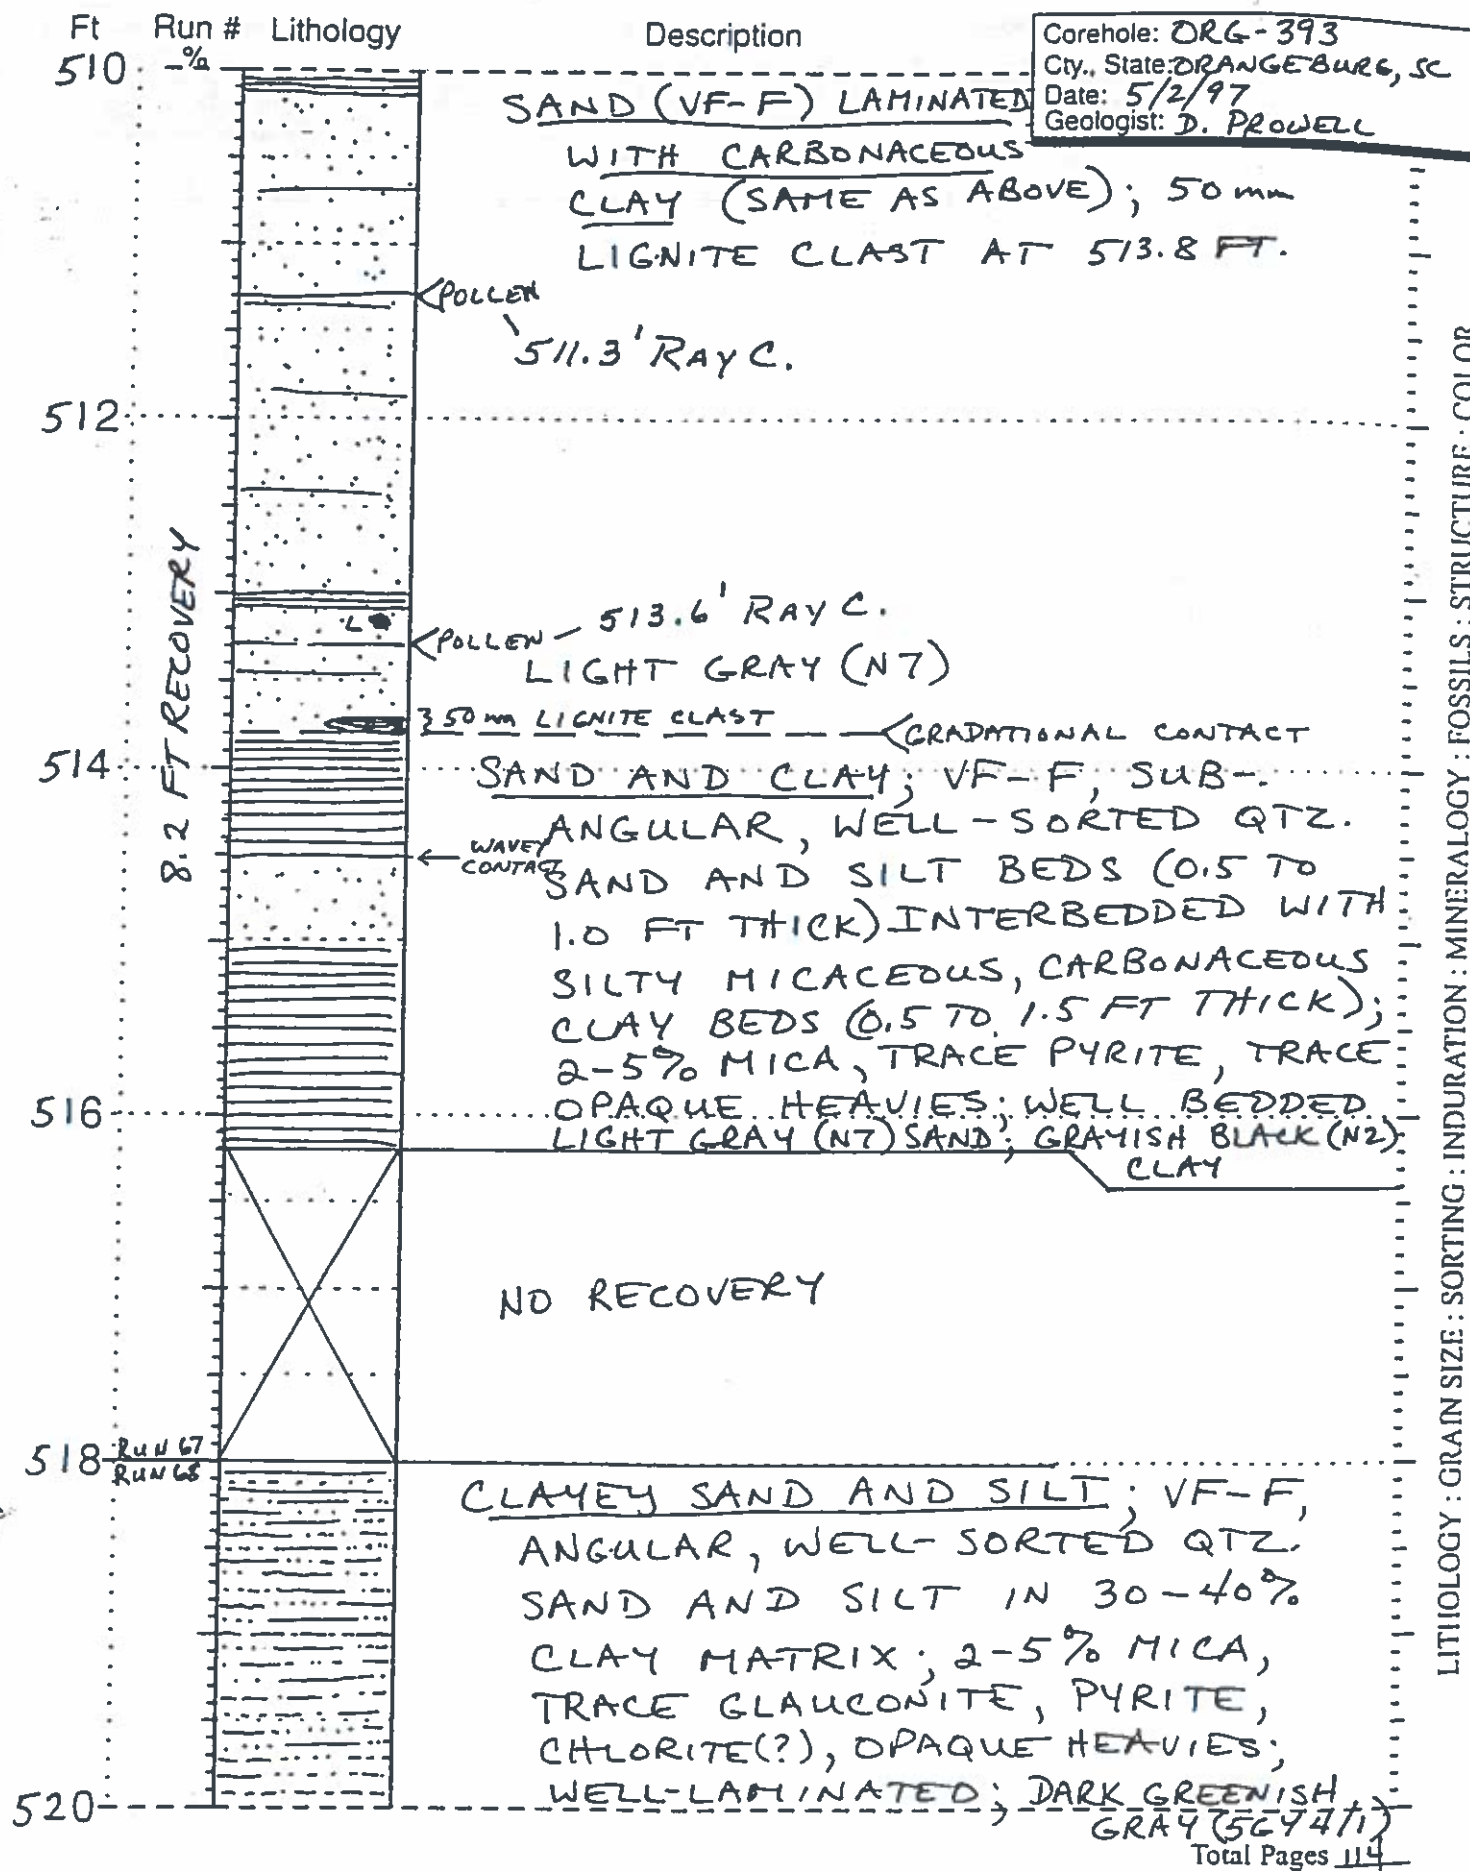 Ft Run # Lithology Description
-%
Corehole: ORG-393
Cty., State: ORANGEBURG, SC
Date: 5/2/97
Geologist: D. PROWELL
510
SAND (VF-F) LAMINATED
WITH CARBONACEOUS
CLAY (SAME AS ABOVE); 50 mm
LIGNITE CLAST AT 513.8 FT.
POLLEN
511.3' RAY C.
512
8.2 FT RECOVERY
L
POLLEN - 513.6' RAY C.
LIGHT GRAY (N7)
50 mm LIGNITE CLAST
GRADATIONAL CONTACT
514
SAND AND CLAY; VF-F, SUB-
ANGULAR, WELL-SORTED QTZ.
WAVEY
CONTACT
SAND AND SILT BEDS (0.5 TO
1.0 FT THICK) INTERBEDDED WITH
SILTY MICACEOUS, CARBONACEOUS
CLAY BEDS (0.5 TO 1.5 FT THICK);
2-5% MICA, TRACE PYRITE, TRACE
516
OPAQUE HEAVIES; WELL BEDDED
LIGHT GRAY (N7) SAND; GRAYISH BLACK (N2)
CLAY
NO RECOVERY
518
RUN 67
RUN 68
CLAYEY SAND AND SILT; VF-F,
ANGULAR, WELL-SORTED QTZ.
SAND AND SILT IN 30-40%
CLAY MATRIX; 2-5% MICA,
TRACE GLAUCONITE, PYRITE,
CHLORITE(?), OPAQUE HEAVIES;
WELL-LAMINATED; DARK GREENISH
520
GRAY (5GY4/1)
Total Pages 114
LITHOLOGY : GRAIN SIZE : SORTING : INDURATION : MINERALOGY : FOSSILS : STRUCTURE : COLOR